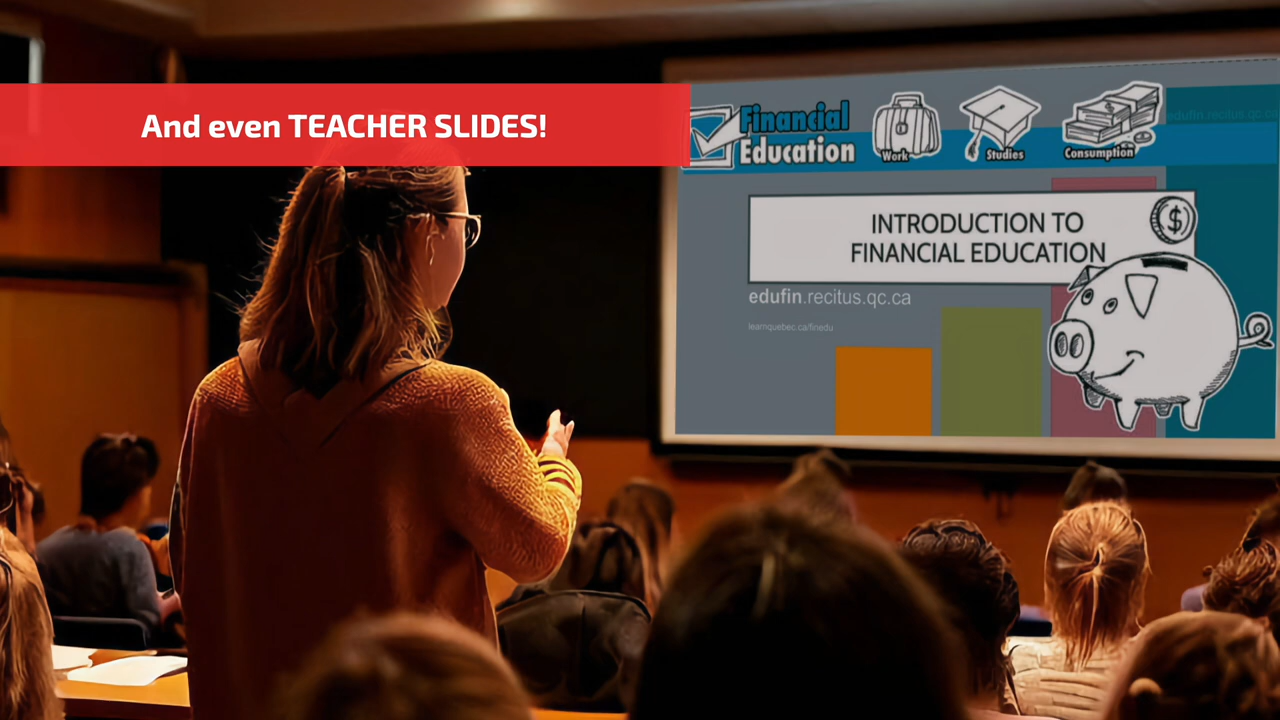 And even TEACHER SLIDES!
Financial
Education
Work
Studies
Consumption
edufin.recitus.qc.ca
INTRODUCTION TO
FINANCIAL EDUCATION
edufin.recitus.qc.ca
learnquebec.ca/finedu